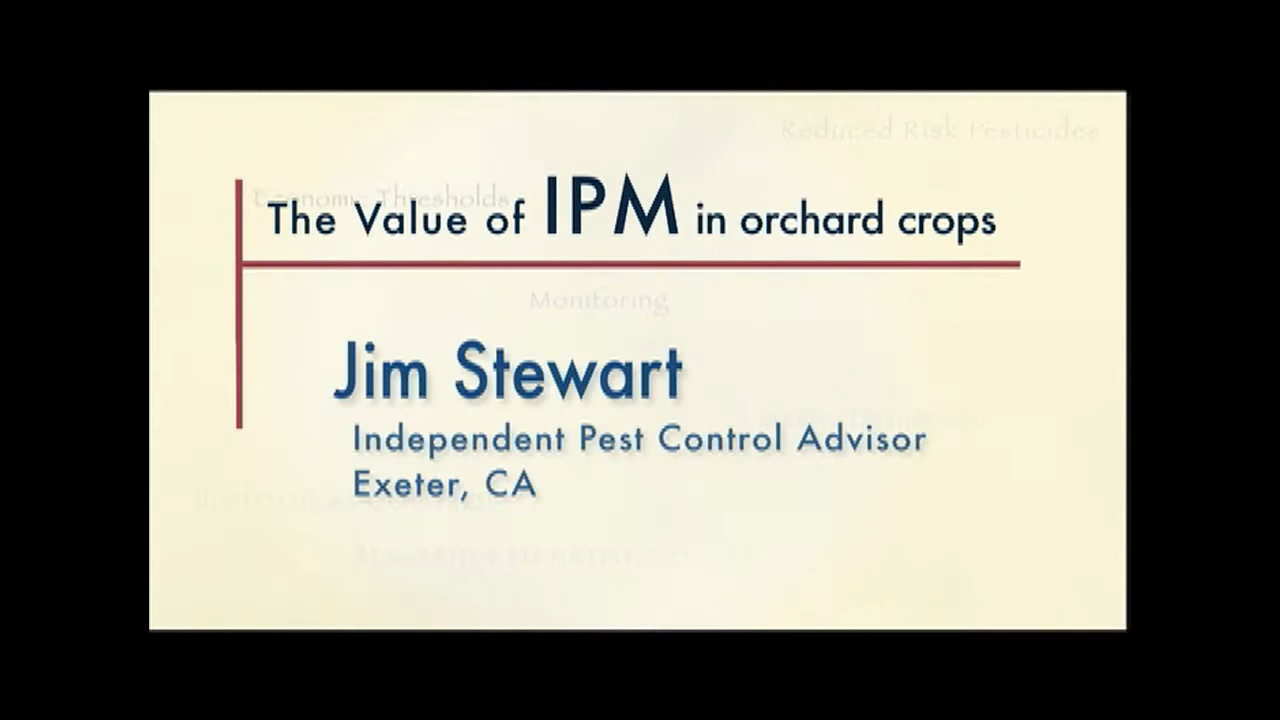 Reduced Risk Pesticides
Economic Thresholds
The Value of IPM in orchard crops
Monitoring
Jim Stewart
Independent Pest Control Advisor
Exeter, CA